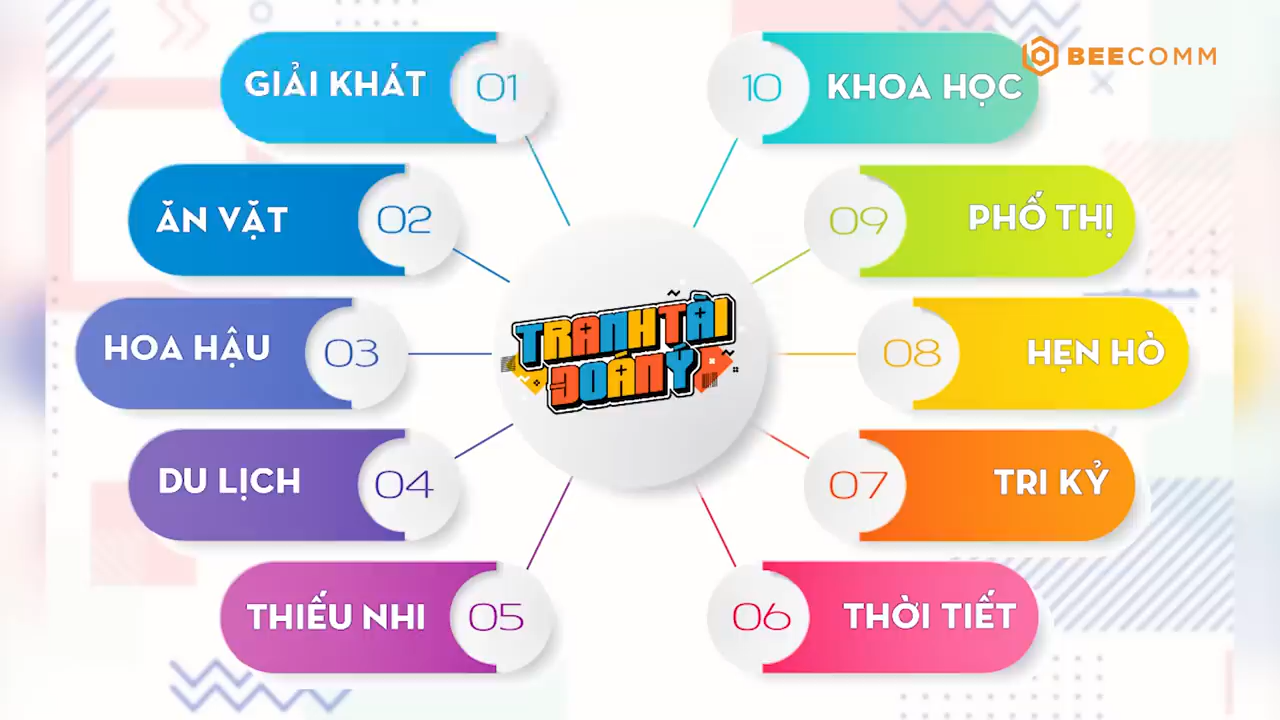 GIẢI KHÁT 01
ĂN VẶT 02
HOA HẬU 03
DU LỊCH 04
THIẾU NHI 05
TRANH TÀI
ĐOÁN Ý
10 KHOA HỌC
BEECOMM
09 PHỐ THỊ
08 HẸN HÒ
07 TRI KỶ
06 THỜI TIẾT